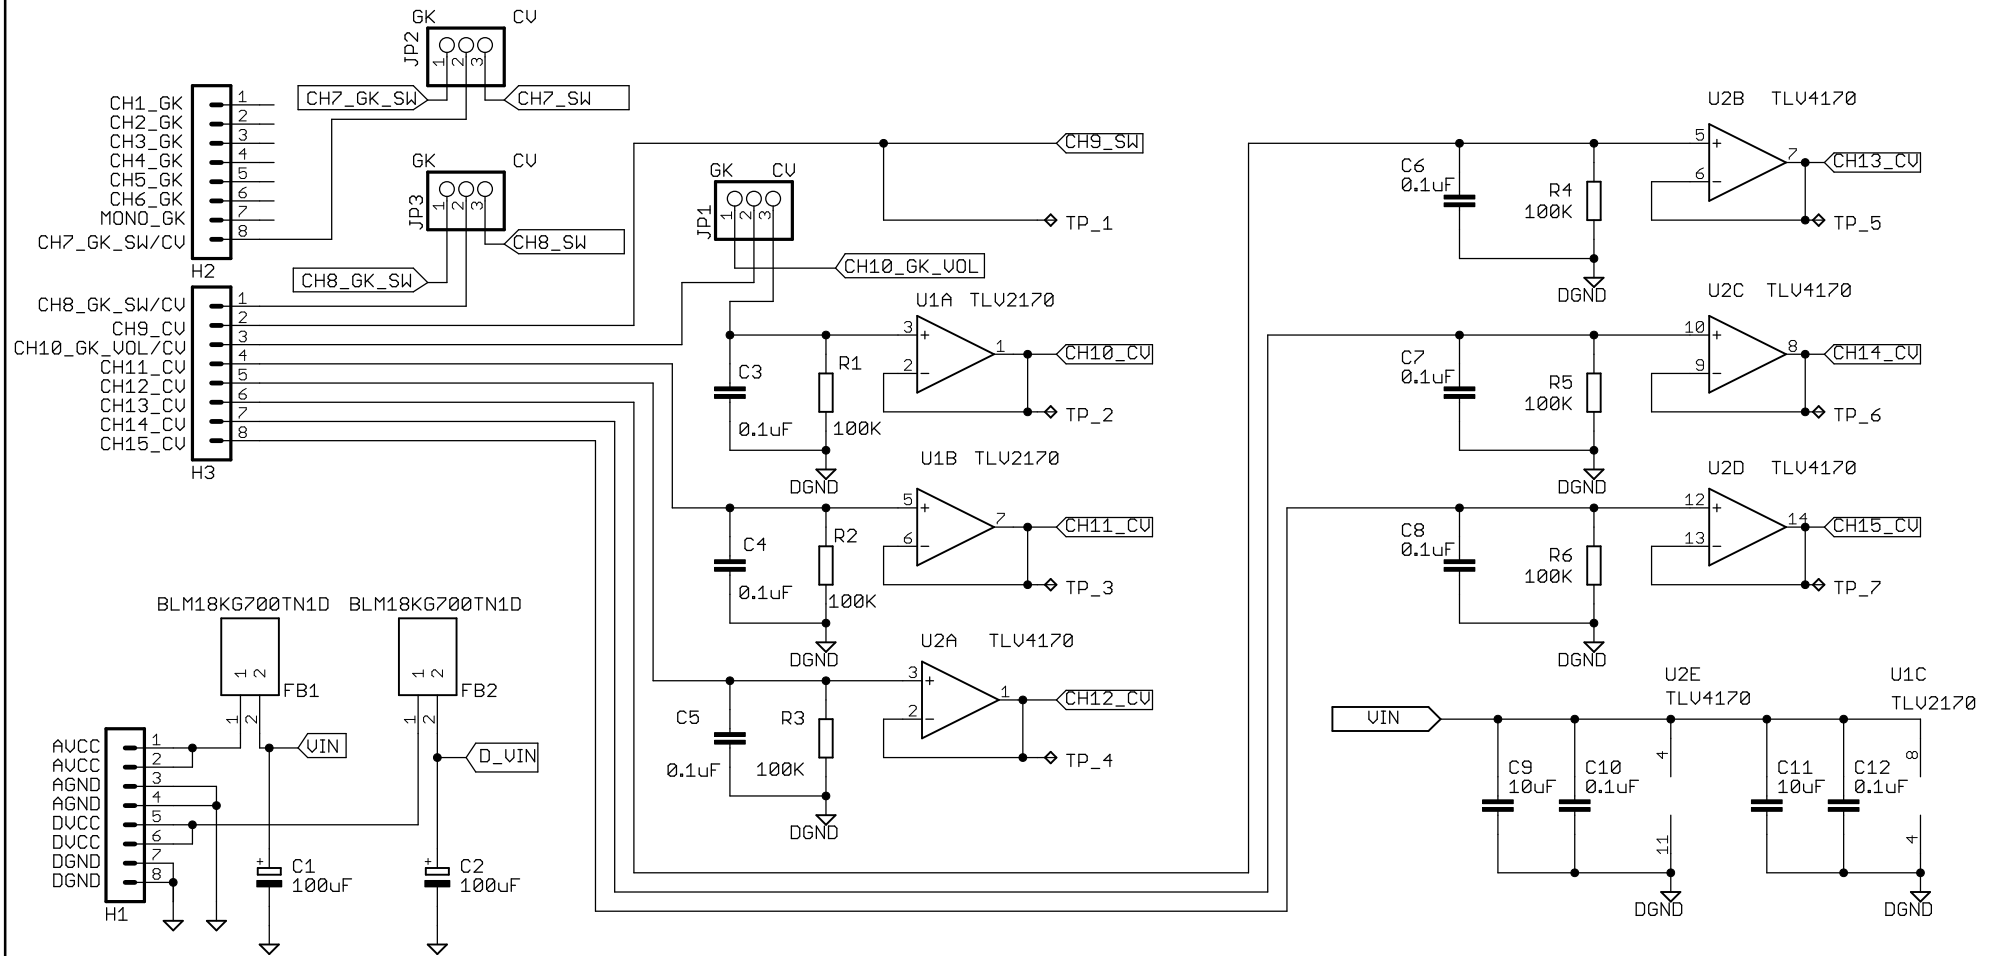 GK CV
JP2
1 2 3
CH7_GK_SW
CH7_SW
CH1_GK 1
CH2_GK 2
CH3_GK 3
CH4_GK 4
CH5_GK 5
CH6_GK 6
MONO_GK 7
CH7_GK_SW/CV 8
H2
GK CV
JP3
1 2 3
CH8_SW
CH8_GK_SW
CH8_GK_SW/CV 1
CH9_CV 2
CH10_GK_VOL/CV 3
CH11_CV 4
CH12_CV 5
CH13_CV 6
CH14_CV 7
CH15_CV 8
H3
CH9_SW
TP_1
GK CV
JP1
1 2 3
CH10_GK_VOL
U1A TLV2170
3 +
2 −
1
CH10_CV
TP_2
C3
0.1uF
R1
100K
DGND
U1B TLV2170
5 +
6 −
7
CH11_CV
TP_3
C4
0.1uF
R2
100K
DGND
U2A TLV4170
3 +
2 −
1
CH12_CV
TP_4
C5
0.1uF
R3
100K
DGND
U2B TLV4170
5 +
6 −
7
CH13_CV
TP_5
C6
0.1uF
R4
100K
DGND
U2C TLV4170
10 +
9 −
8
CH14_CV
TP_6
C7
0.1uF
R5
100K
DGND
U2D TLV4170
12 +
13 −
14
CH15_CV
TP_7
C8
0.1uF
R6
100K
DGND
BLM18KG700TN1D BLM18KG700TN1D
1 2
1 2
FB1
FB2
1 2
1 2
VIN
D_VIN
AVCC 1
AVCC 2
AGND 3
AGND 4
DVCC 5
DVCC 6
DGND 7
DGND 8
H1
+
C1
100uF
+
C2
100uF
U2E
TLV4170
U1C
TLV2170
VIN
4
8
C9
10uF
C10
0.1uF
C11
10uF
C12
0.1uF
11
4
DGND
DGND